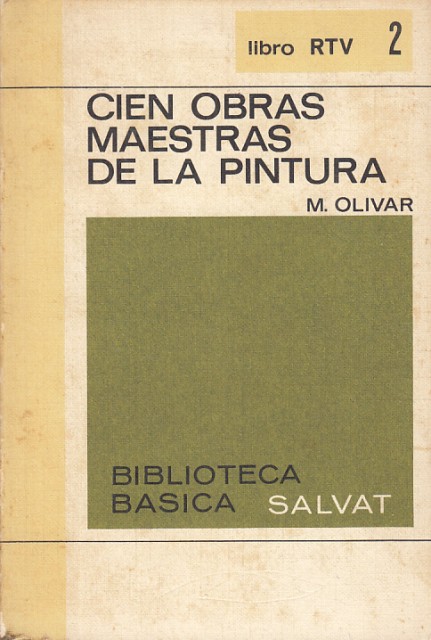 libro RTV 2
CIEN OBRAS
MAESTRAS
DE LA PINTURA
M. OLIVAR
BIBLIOTECA
BASICA SALVAT